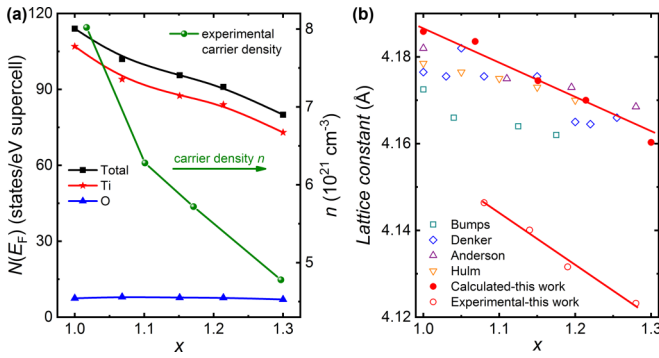 (a)
120
90
60
30
0
N(E_F) (states/eV supercell)
experimental
carrier density
carrier density n
Total
Ti
O
8
7
6
5
n (10^21 cm^-3)
1.0 1.1 1.2 1.3
x
(b)
4.18
4.16
4.14
4.12
Lattice constant (Å)
Bumps
Denker
Anderson
Hulm
Calculated-this work
Experimental-this work
1.0 1.1 1.2 1.3
x